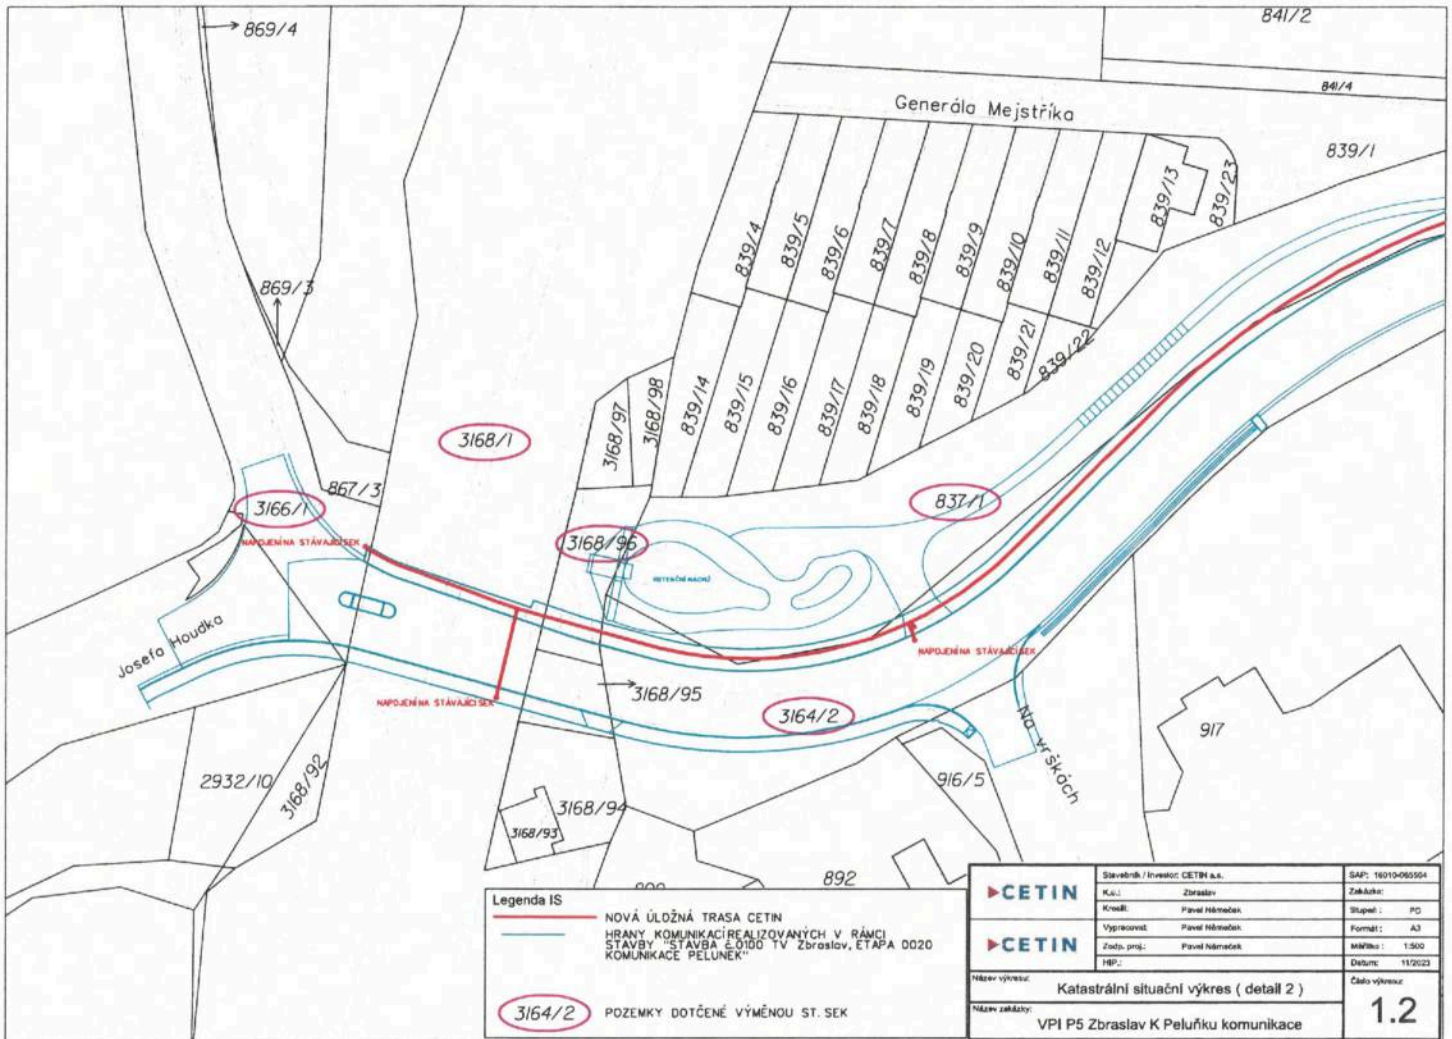 869/4
841/2
841/4
Generála Mejstříka
839/1
839/13
839/23
839/4
839/5
839/6
839/7
839/8
839/9
839/10
839/11
839/12
869/3
839/14
839/15
839/16
839/17
839/18
839/19
839/20
839/21
839/22
3168/97
3168/98
3168/1
867/3
3166/1
837/1
3168/96
NAPOJENÍ NA STÁVAJÍCÍ SEK
RETENČNÍ NÁDRŽ
Josefa Houdka
NAPOJENÍ NA STÁVAJÍCÍ SEK
NAPOJENÍ NA STÁVAJÍCÍ SEK
3168/95
3164/2
Na vrškách
917
2932/10
3168/92
916/5
3168/94
3168/93
892
Legenda IS
NOVÁ ÚLOŽNÁ TRASA CETIN
HRANY KOMUNIKACÍ REALIZOVANÝCH V RÁMCI
STAVBY "STAVBA č.0100 TV Zbraslav, ETAPA 0020
KOMUNIKACE PELUNEK"
3164/2 POZEMKY DOTČENÉ VÝMĚNOU ST. SEK
CETIN
CETIN
Stavebník / Investor: CETIN a.s.
SAP: 16010-065504
K.ú.: Zbraslav
Zakázka:
Kreslil: Pavel Němeček
Stupeň: PD
Vypracoval: Pavel Němeček
Formát: A3
Zodp. proj.: Pavel Němeček
Měřítko: 1:500
HIP.:
Datum: 11/2023
Název výkresu:
Katastrální situační výkres ( detail 2 )
Číslo výkresu:
1.2
Název zakázky:
VPI P5 Zbraslav K Peluňku komunikace